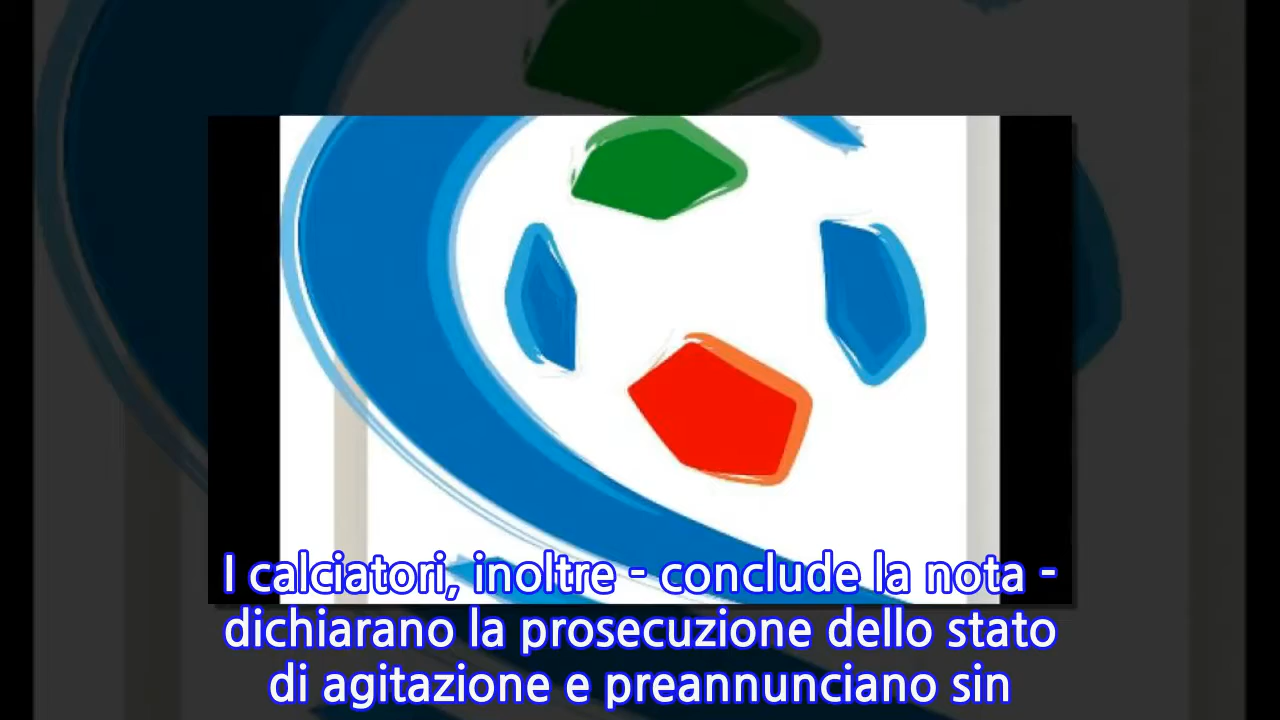 I calciatori, inoltre - conclude la nota -
dichiarano la prosecuzione dello stato
di agitazione e preannunciano sin